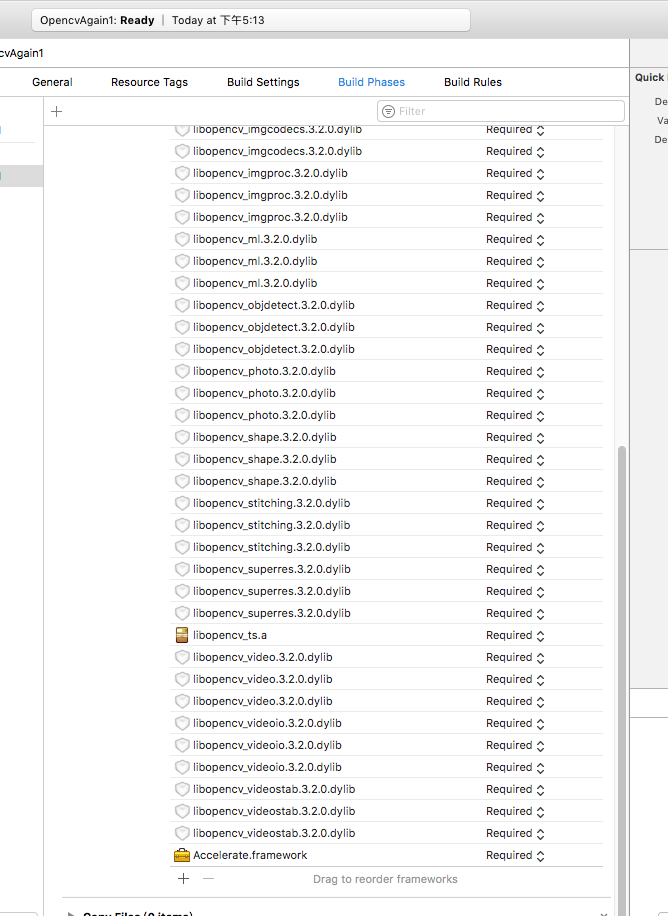 OpencvAgain1: Ready | Today at 下午5:13
cvAgain1
General Resource Tags Build Settings Build Phases Build Rules
Quick
De
Va
De
Filter
libopencv_imgcodecs.3.2.0.dylib Required
libopencv_imgcodecs.3.2.0.dylib Required
libopencv_imgproc.3.2.0.dylib Required
libopencv_imgproc.3.2.0.dylib Required
libopencv_imgproc.3.2.0.dylib Required
libopencv_ml.3.2.0.dylib Required
libopencv_ml.3.2.0.dylib Required
libopencv_ml.3.2.0.dylib Required
libopencv_objdetect.3.2.0.dylib Required
libopencv_objdetect.3.2.0.dylib Required
libopencv_objdetect.3.2.0.dylib Required
libopencv_photo.3.2.0.dylib Required
libopencv_photo.3.2.0.dylib Required
libopencv_photo.3.2.0.dylib Required
libopencv_shape.3.2.0.dylib Required
libopencv_shape.3.2.0.dylib Required
libopencv_shape.3.2.0.dylib Required
libopencv_stitching.3.2.0.dylib Required
libopencv_stitching.3.2.0.dylib Required
libopencv_stitching.3.2.0.dylib Required
libopencv_superres.3.2.0.dylib Required
libopencv_superres.3.2.0.dylib Required
libopencv_superres.3.2.0.dylib Required
libopencv_ts.a Required
libopencv_video.3.2.0.dylib Required
libopencv_video.3.2.0.dylib Required
libopencv_video.3.2.0.dylib Required
libopencv_videoio.3.2.0.dylib Required
libopencv_videoio.3.2.0.dylib Required
libopencv_videoio.3.2.0.dylib Required
libopencv_videostab.3.2.0.dylib Required
libopencv_videostab.3.2.0.dylib Required
libopencv_videostab.3.2.0.dylib Required
Accelerate.framework Required
Drag to reorder frameworks
Copy Files (0 items)